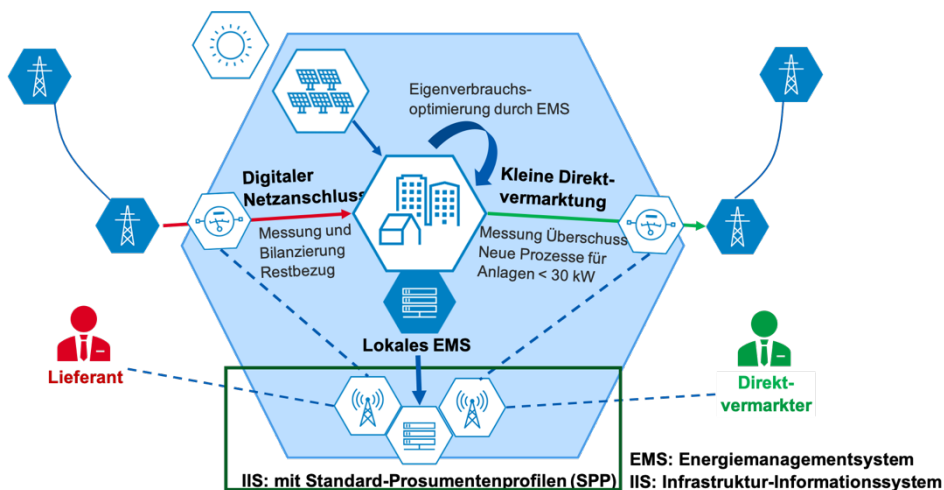 Eigenverbrauchs-
optimierung durch EMS
Digitaler
Netzanschluss
Messung und
Bilanzierung
Restbezug
Kleine Direkt-
vermarktung
Messung Überschuss
Neue Prozesse für
Anlagen < 30 kW
Lokales EMS
Lieferant
Direkt-
vermarkter
IIS: mit Standard-Prosumentenprofilen (SPP)
EMS: Energiemanagementsystem
IIS: Infrastruktur-Informationssystem